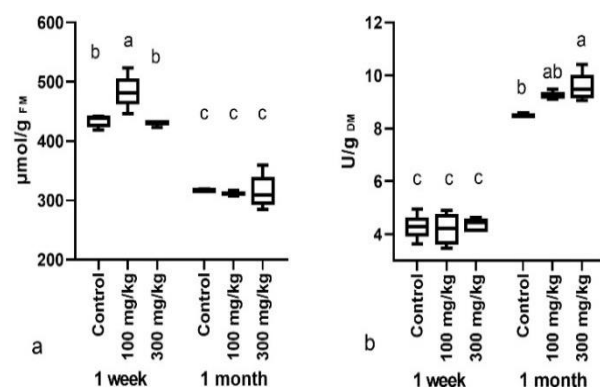 600
500
400
300
200
µmol/g FM
b
a
b
c
c
c
Control
100 mg/kg
300 mg/kg
Control
100 mg/kg
300 mg/kg
1 week
1 month
a
12
10
8
6
4
U/g DM
c
c
c
b
ab
a
Control
100 mg/kg
300 mg/kg
Control
100 mg/kg
300 mg/kg
1 week
1 month
b